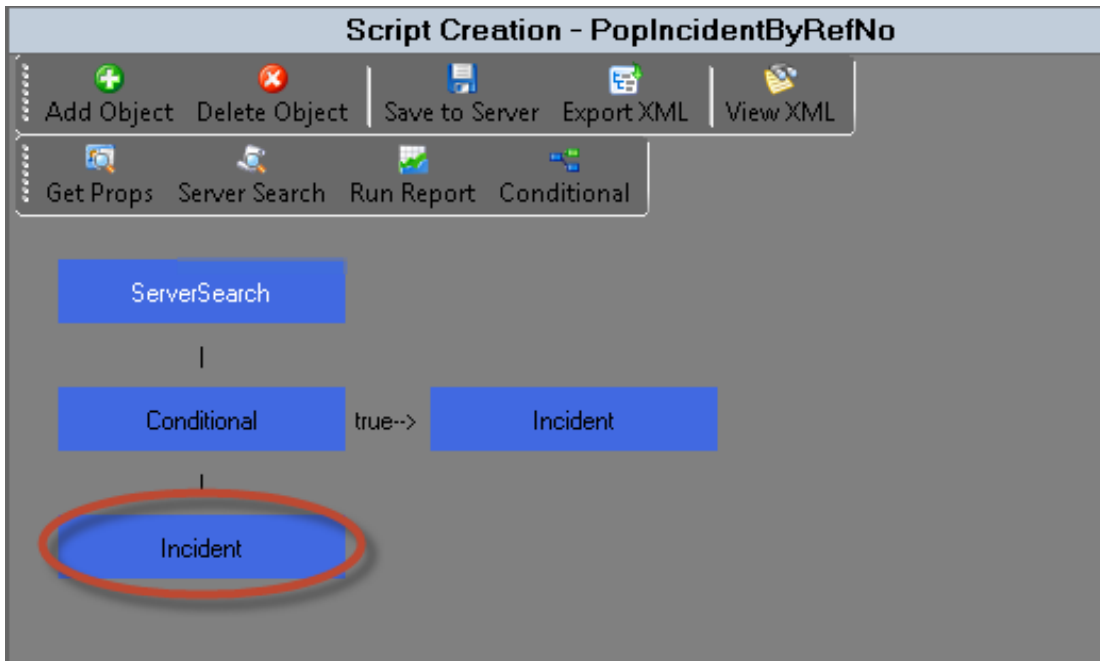 Script Creation - PopIncidentByRefNo
Add Object Delete Object Save to Server Export XML View XML
Get Props Server Search Run Report Conditional
ServerSearch
|
Conditional true--> Incident
|
Incident